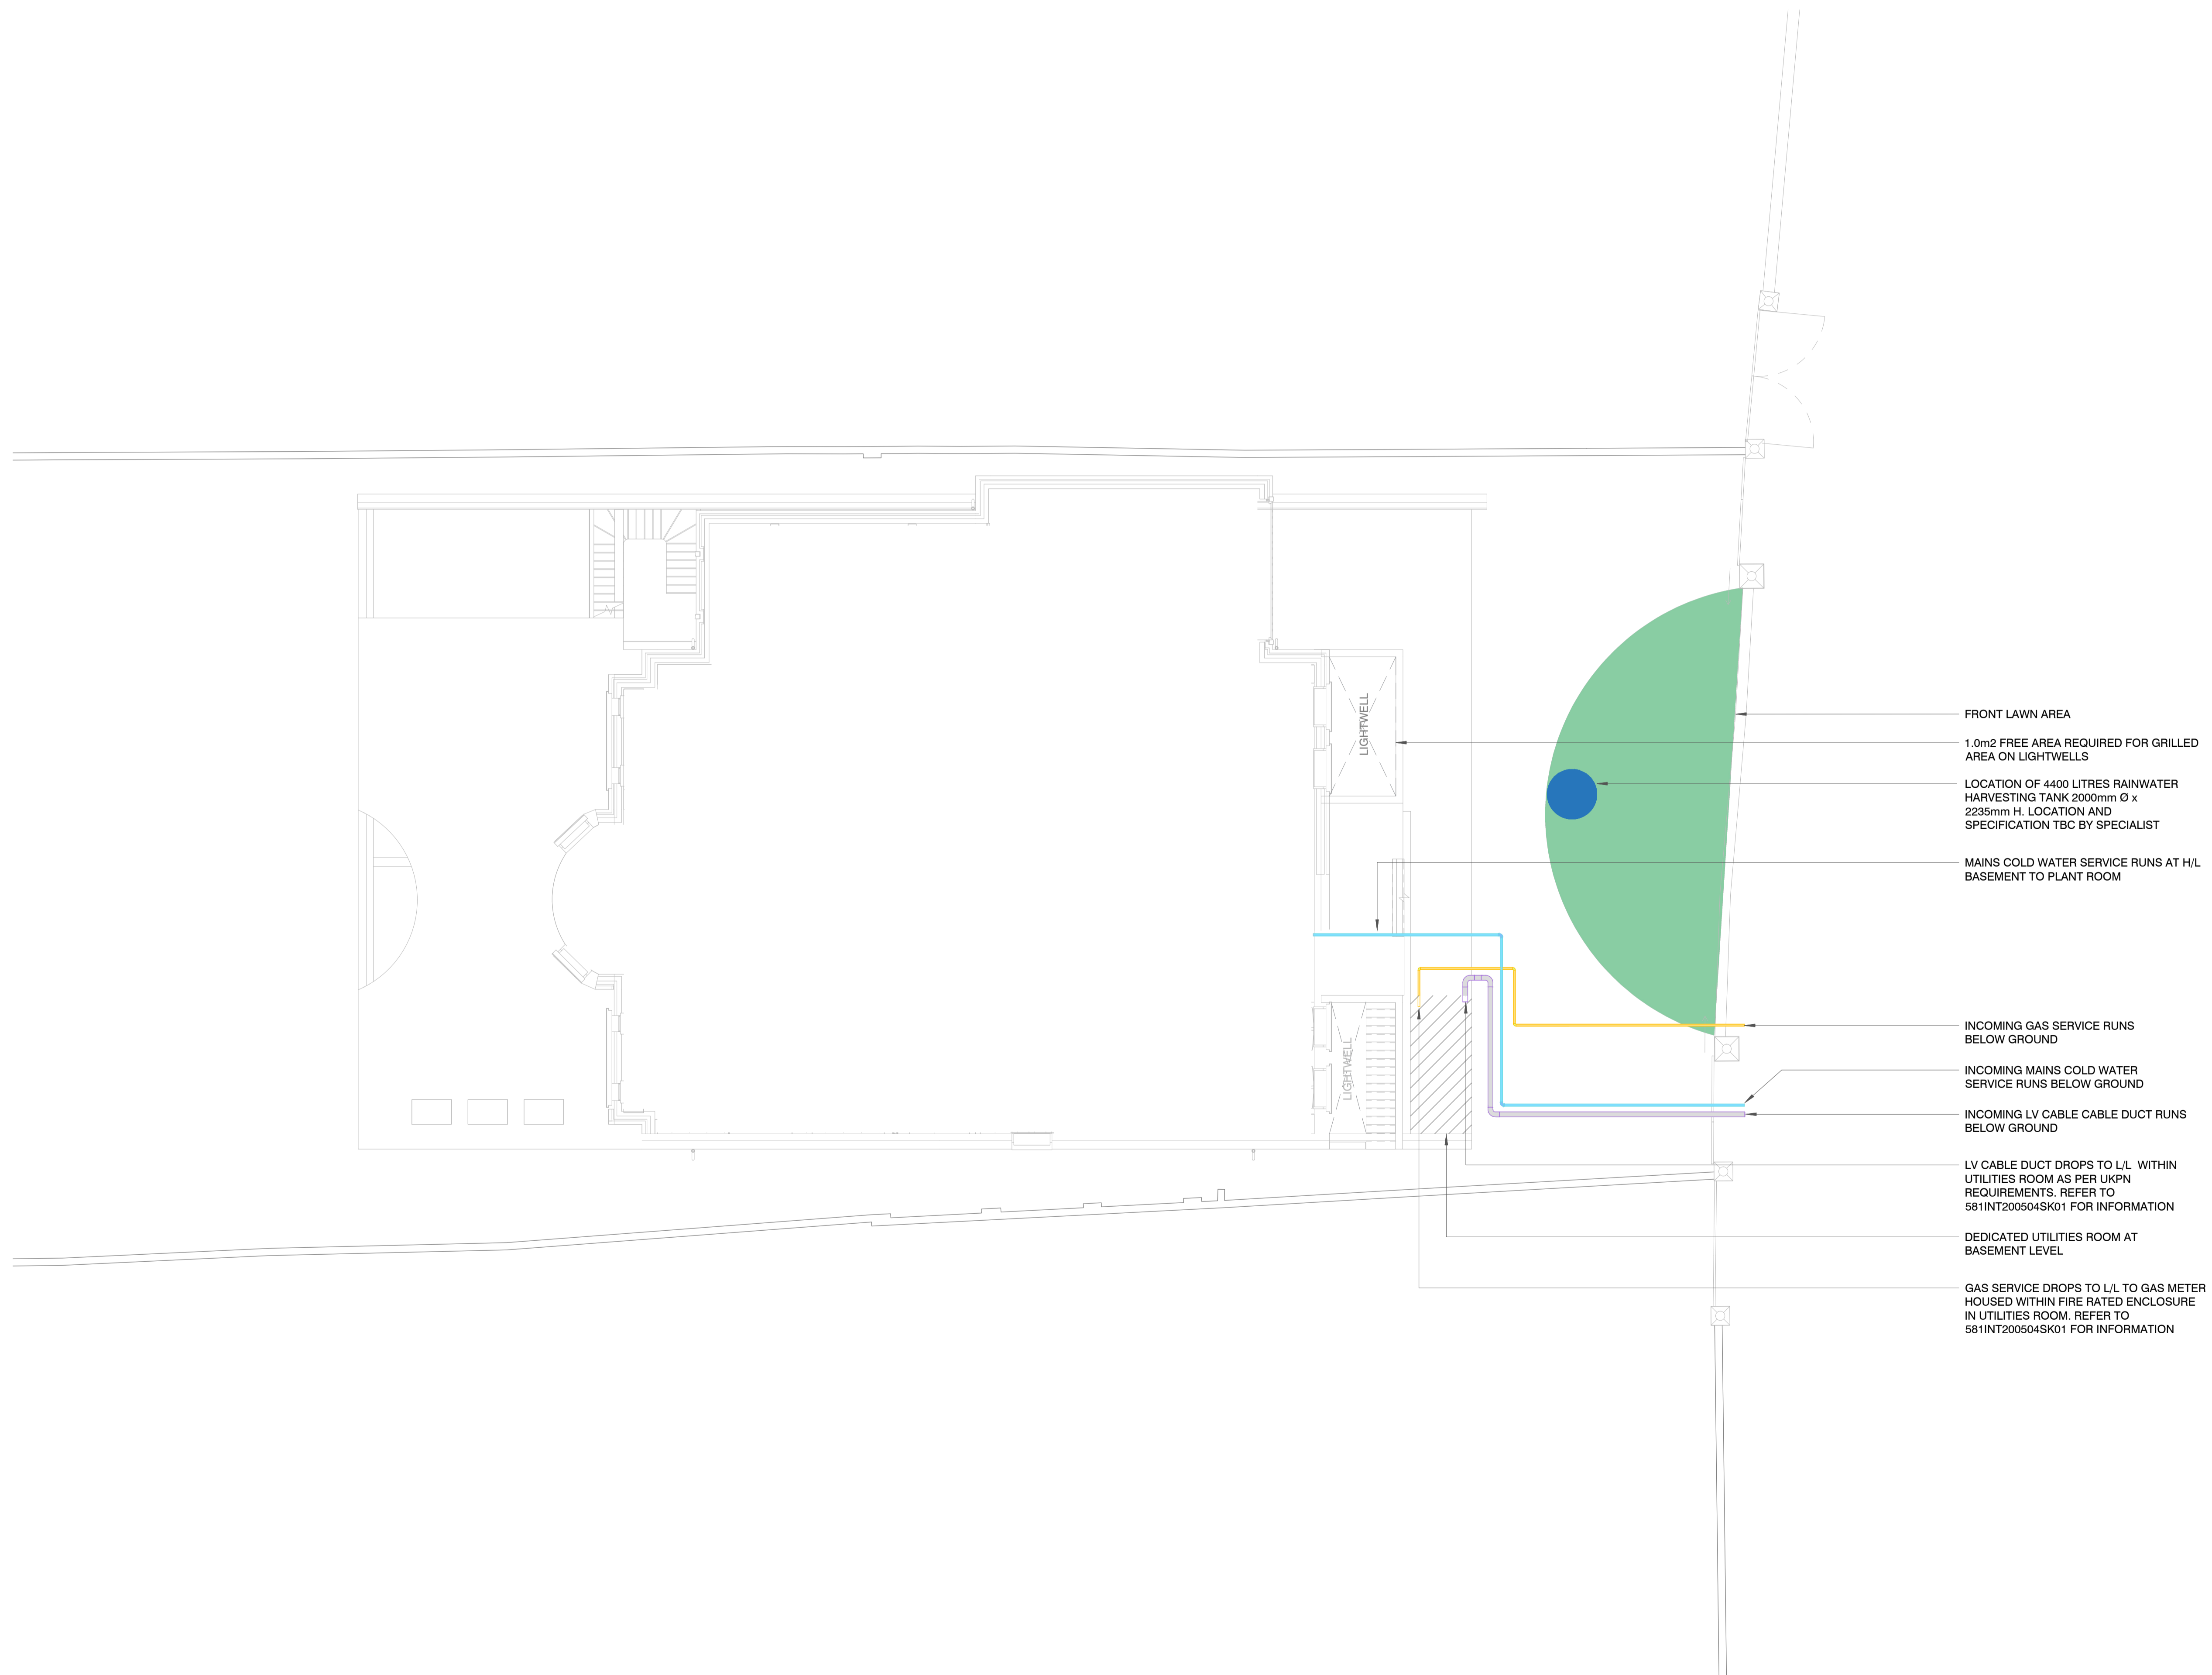 LIGHTWELL
LIGHTWELL
FRONT LAWN AREA
1.0m2 FREE AREA REQUIRED FOR GRILLED
AREA ON LIGHTWELLS
LOCATION OF 4400 LITRES RAINWATER
HARVESTING TANK 2000mm Ø x
2235mm H. LOCATION AND
SPECIFICATION TBC BY SPECIALIST
MAINS COLD WATER SERVICE RUNS AT H/L
BASEMENT TO PLANT ROOM
INCOMING GAS SERVICE RUNS
BELOW GROUND
INCOMING MAINS COLD WATER
SERVICE RUNS BELOW GROUND
INCOMING LV CABLE CABLE DUCT RUNS
BELOW GROUND
LV CABLE DUCT DROPS TO L/L WITHIN
UTILITIES ROOM AS PER UKPN
REQUIREMENTS. REFER TO
581INT200504SK01 FOR INFORMATION
DEDICATED UTILITIES ROOM AT
BASEMENT LEVEL
GAS SERVICE DROPS TO L/L TO GAS METER
HOUSED WITHIN FIRE RATED ENCLOSURE
IN UTILITIES ROOM. REFER TO
581INT200504SK01 FOR INFORMATION